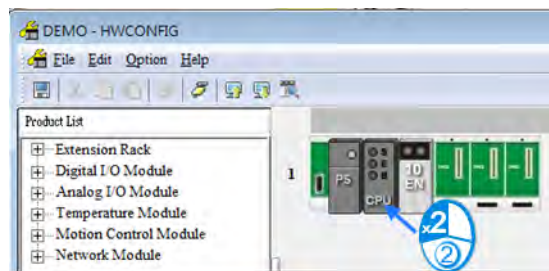 DEMO - HWCONFIG
File Edit Option Help
Product List
Extension Rack
Digital I/O Module
Analog I/O Module
Temperature Module
Motion Control Module
Network Module
1
PS
CPU
10
EN
x2
②